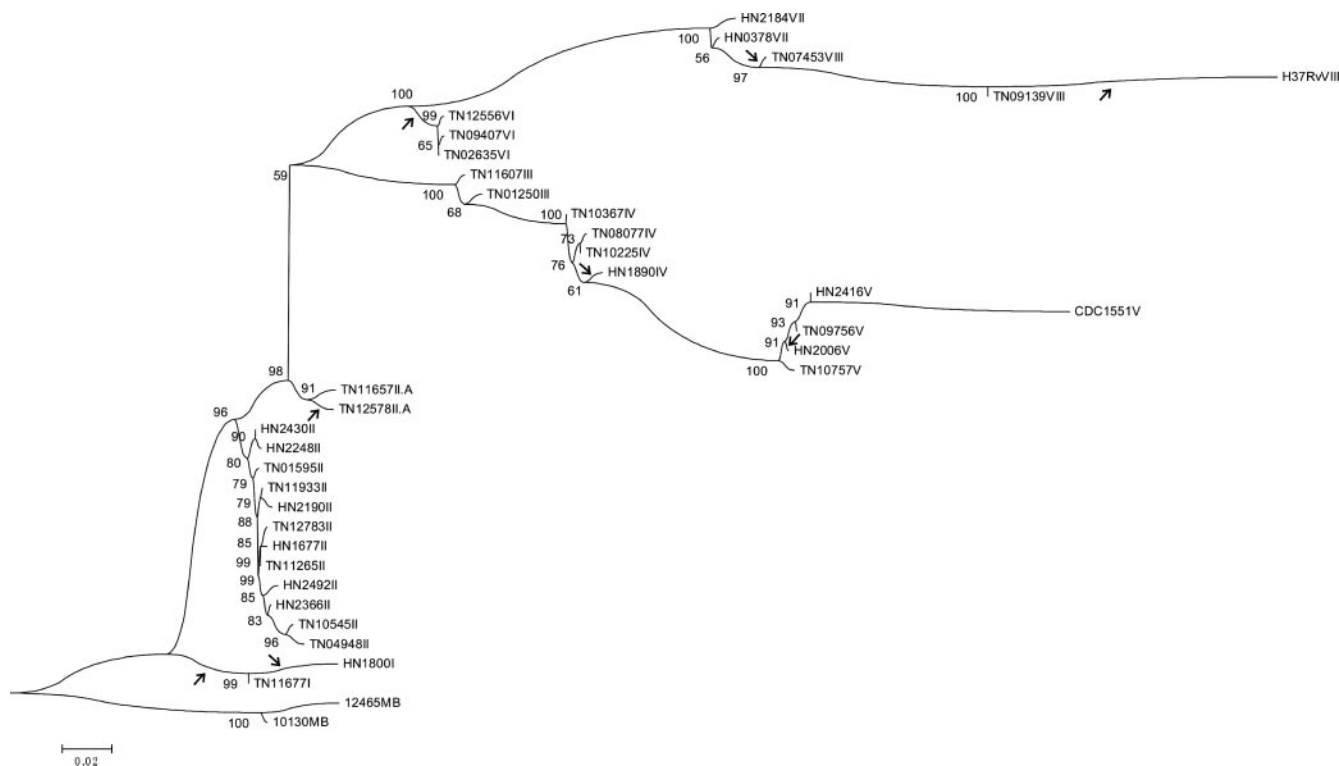 HN2184VII
100
HN0378VII
56
TN07453VIII
97
H37RvVIII
100
TN09139VIII
100
99
TN12556VI
TN09407VI
65
TN02635VI
59
TN11607III
100
TN01250III
68
100
TN10367IV
73
TN08077IV
TN10225IV
76
HN1890IV
61
HN2416V
91
CDC1551V
93
TN09756V
91
HN2006V
100
TN10757V
98
91
TN11657II.A
TN12578II.A
96
HN2430II
90
HN2248II
80
TN01595II
79
TN11933II
79
HN2190II
88
TN12783II
85
HN1677II
99
TN11265II
99
HN2492II
85
HN2366II
83
TN10545II
96
TN04948II
HN1800I
99
TN11677I
12465MB
100
10130MB
0.02